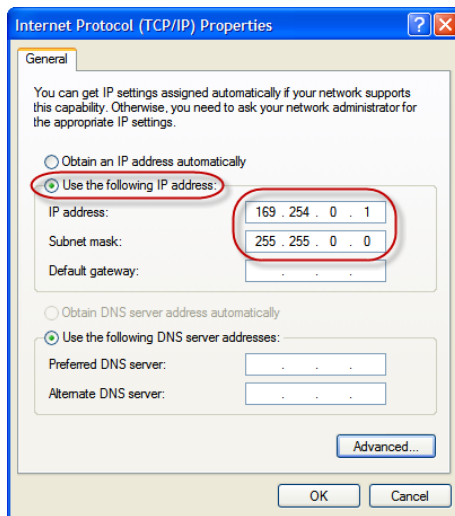 Internet Protocol (TCP/IP) Properties
General
You can get IP settings assigned automatically if your network supports
this capability. Otherwise, you need to ask your network administrator for
the appropriate IP settings.
Obtain an IP address automatically
Use the following IP address:
IP address: 169 . 254 . 0 . 1
Subnet mask: 255 . 255 . 0 . 0
Default gateway: . . .
Obtain DNS server address automatically
Use the following DNS server addresses:
Preferred DNS server: . . .
Alternate DNS server: . . .
Advanced...
OK Cancel